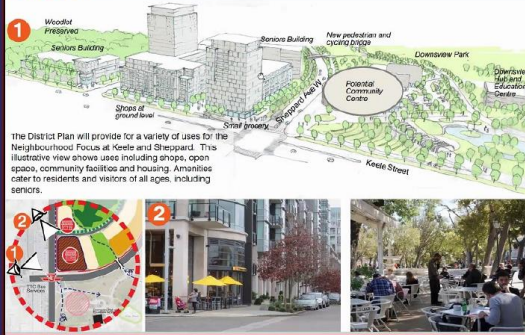 1
Woodlot
Preserved
Seniors Building
Seniors Building
New pedestrian and
cycling bridge
Downsview Park
Downsview
Hub and
Education
Centre
Potential
Community
Centre
Sheppard Ave W
Shops at
ground level
Small grocery
Keele Street
The District Plan will provide for a variety of uses for the
Neighbourhood Focus at Keele and Sheppard. This
illustrative view shows uses including shops, open
space, community facilities and housing. Amenities
cater to residents and visitors of all ages, including
seniors.
2
1
TTC Bus
Services
2